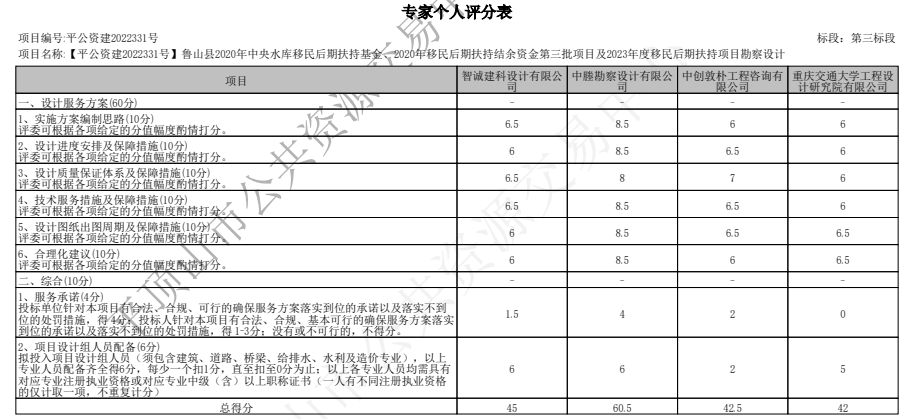 专家个人评分表
项目编号:平公资建2022331号 标段：第三标段
项目名称:【平公资建2022331号】鲁山县2020年中央水库移民后期扶持基金、2020年移民后期扶持结余资金第三批项目及2023年度移民后期扶持项目勘察设计
项目 智诚建科设计有限公司 中滕勘察设计有限公司 中创敦朴工程咨询有限公司 重庆交通大学工程设计研究院有限公司
一、设计服务方案(60分) - - - -
1、实施方案编制思路(10分)
评委可根据各项给定的分值幅度酌情打分。 6.5 8.5 6 6
2、设计进度安排及保障措施(10分)
评委可根据各项给定的分值幅度酌情打分。 6 8.5 6.5 6
3、设计质量保证体系及保障措施(10分)
评委可根据各项给定的分值幅度酌情打分。 6.5 8 7 6
4、技术服务措施及保障措施(10分)
评委可根据各项给定的分值幅度酌情打分。 6.5 8.5 6.5 6
5、设计图纸出图周期及保障措施(10分)
评委可根据各项给定的分值幅度酌情打分。 6 8.5 6.5 6.5
6、合理化建议(10分)
评委可根据各项给定的分值幅度酌情打分。 6 8.5 6 6.5
二、综合(10分) - - - -
1、服务承诺(4分)
投标单位针对本项目有合法、合规、可行的确保服务方案落实到位的承诺以及落实不到
位的处罚措施，得4分；投标人针对本项目有合法、合规、基本可行的确保服务方案落实
到位的承诺以及落实不到位的处罚措施，得1-3分；没有或不可行的，不得分。 1.5 4 2 0
2、项目设计组人员配备(6分)
拟投入项目设计组人员（须包含建筑、道路、桥梁、给排水、水利及造价专业），以上
专业人员配备齐全得6分，每少一个扣1分，直至扣至0分为止；以上各专业人员均需具有
对应专业注册执业资格或对应专业中级（含）以上职称证书（一人有不同注册执业资格
的仅计取一项，不重复计分） 6 6 2 5
总得分 45 60.5 42.5 42